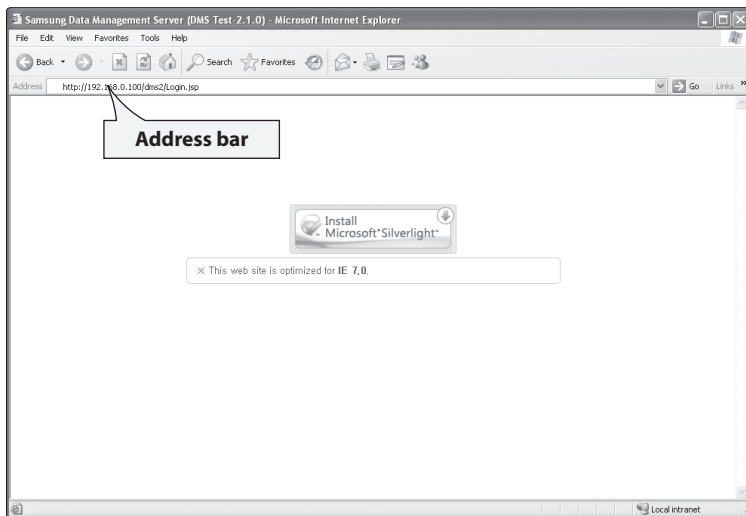 Samsung Data Management Server (DMS Test-2.1.0) - Microsoft Internet Explorer
File Edit View Favorites Tools Help
Back Search Favorites
Address http://192.168.0.100/dms2/Login.jsp Go Links »
Address bar
Install
Microsoft® Silverlight™
※ This web site is optimized for IE 7,0,
Local intranet